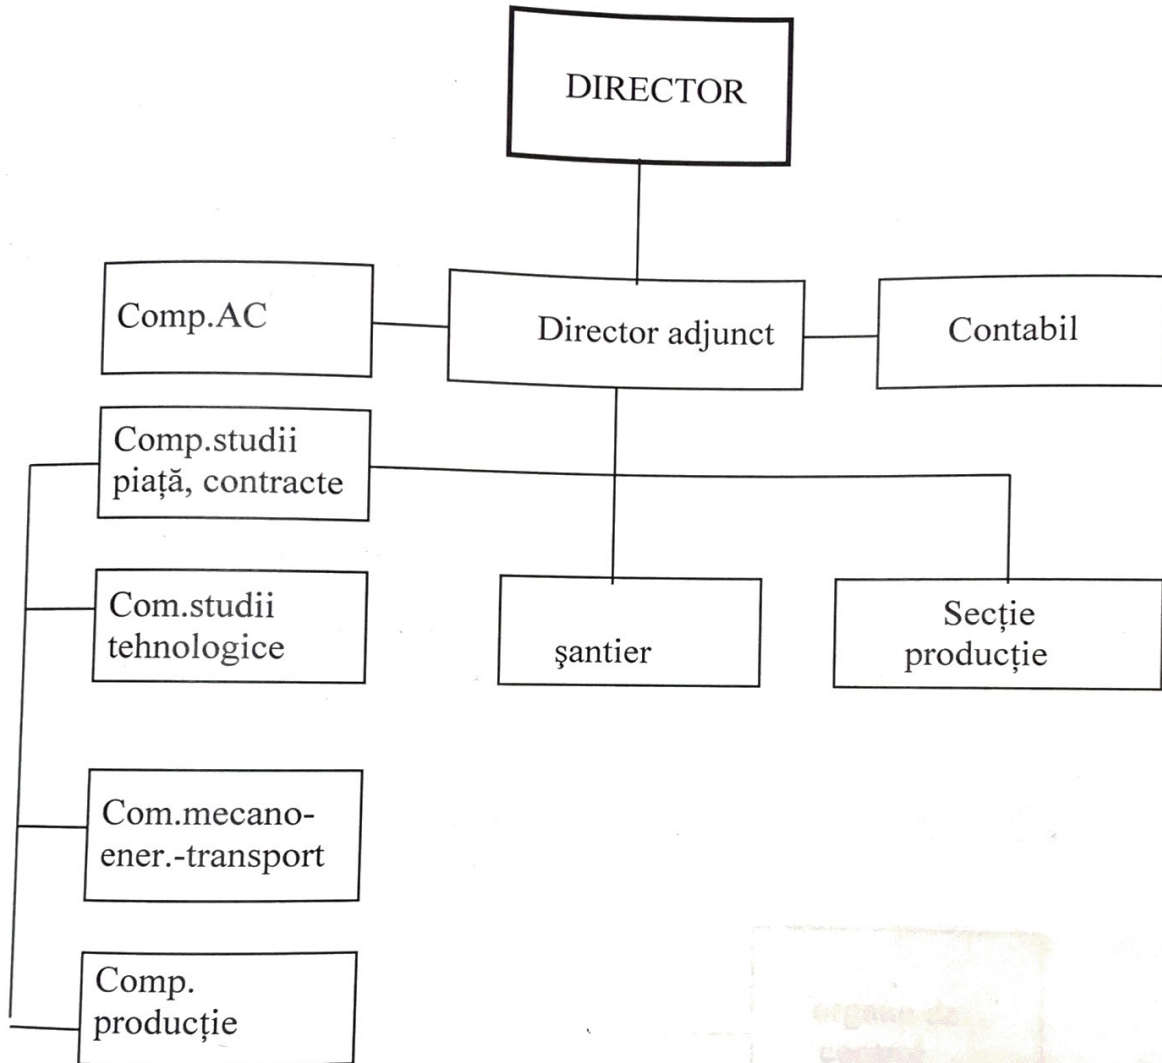 DIRECTOR
Comp.AC
Director adjunct
Contabil
Comp.studii
piață, contracte
Com.studii
tehnologice
şantier
Secție
producție
Com.mecano-
ener.-transport
Comp.
producție